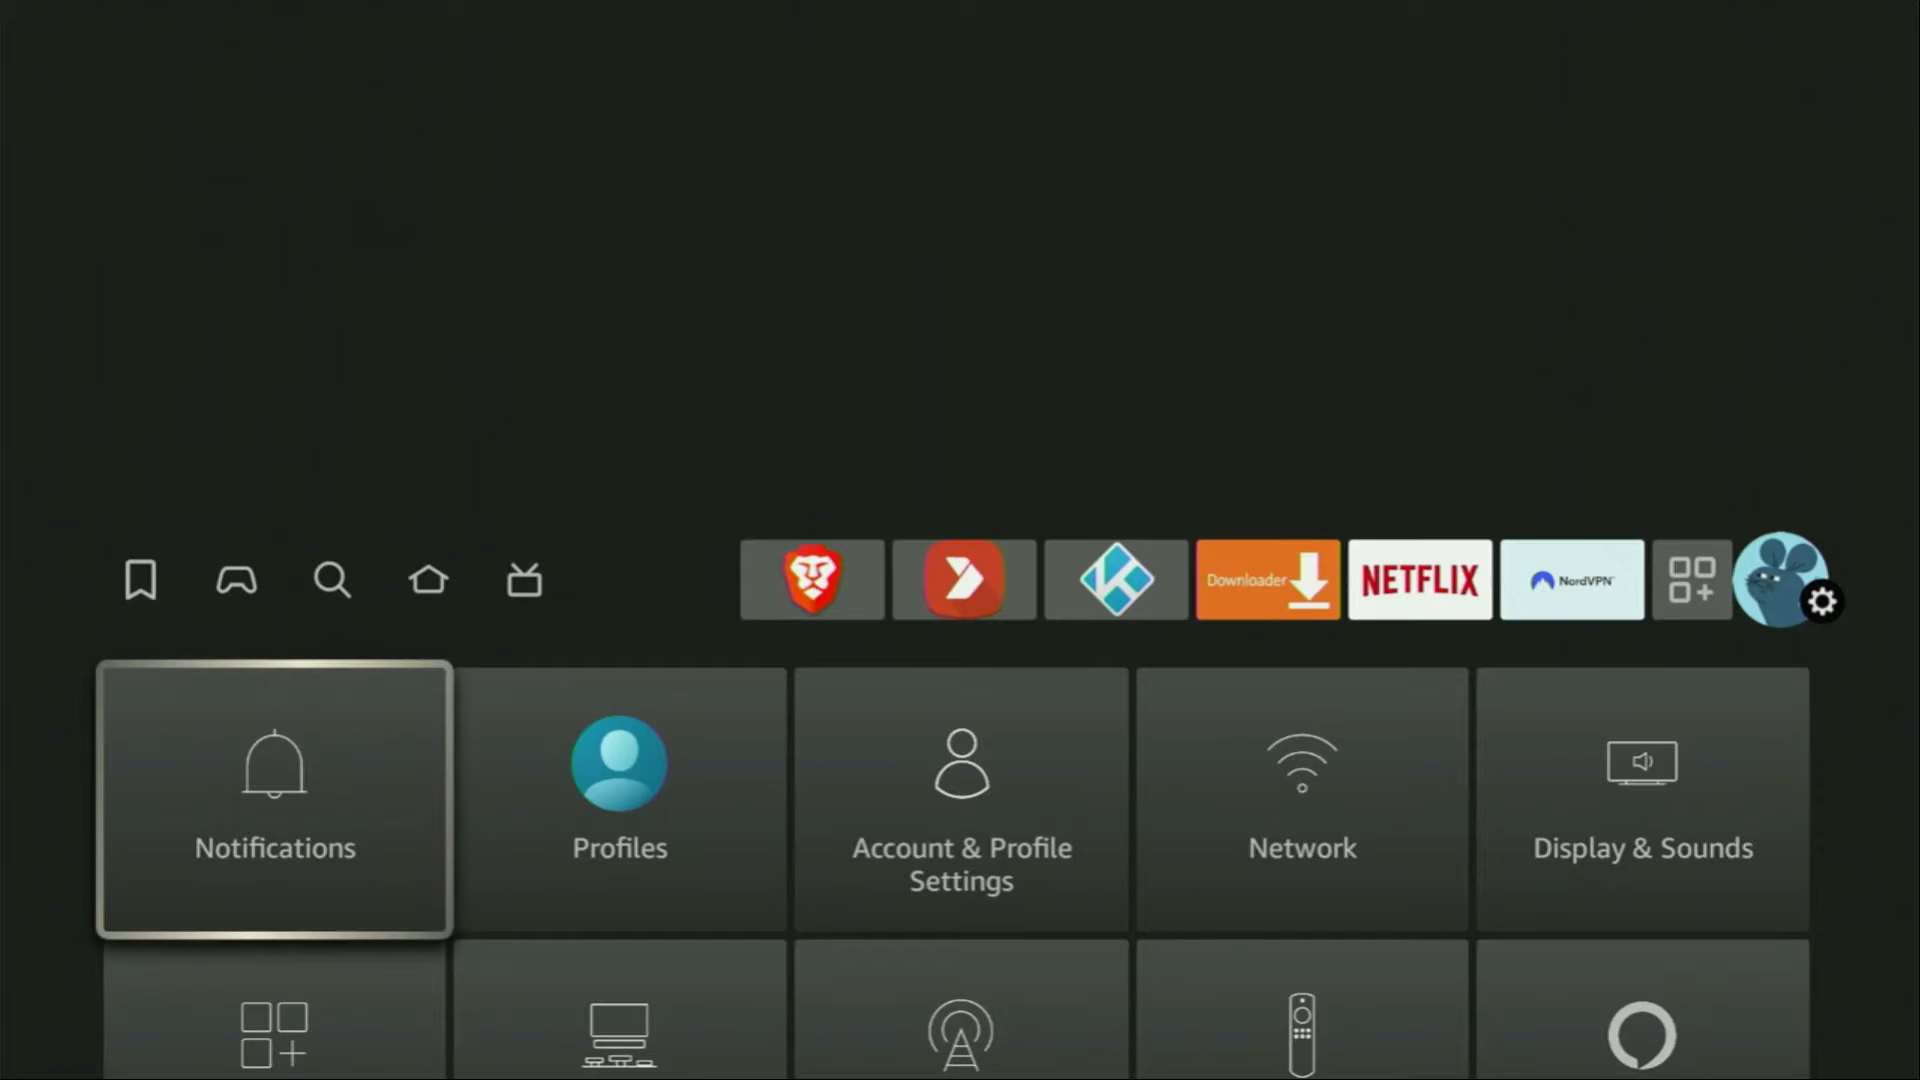 Downloader
NETFLIX
NordVPN
Notifications
Profiles
Account & Profile
Settings
Network
Display & Sounds